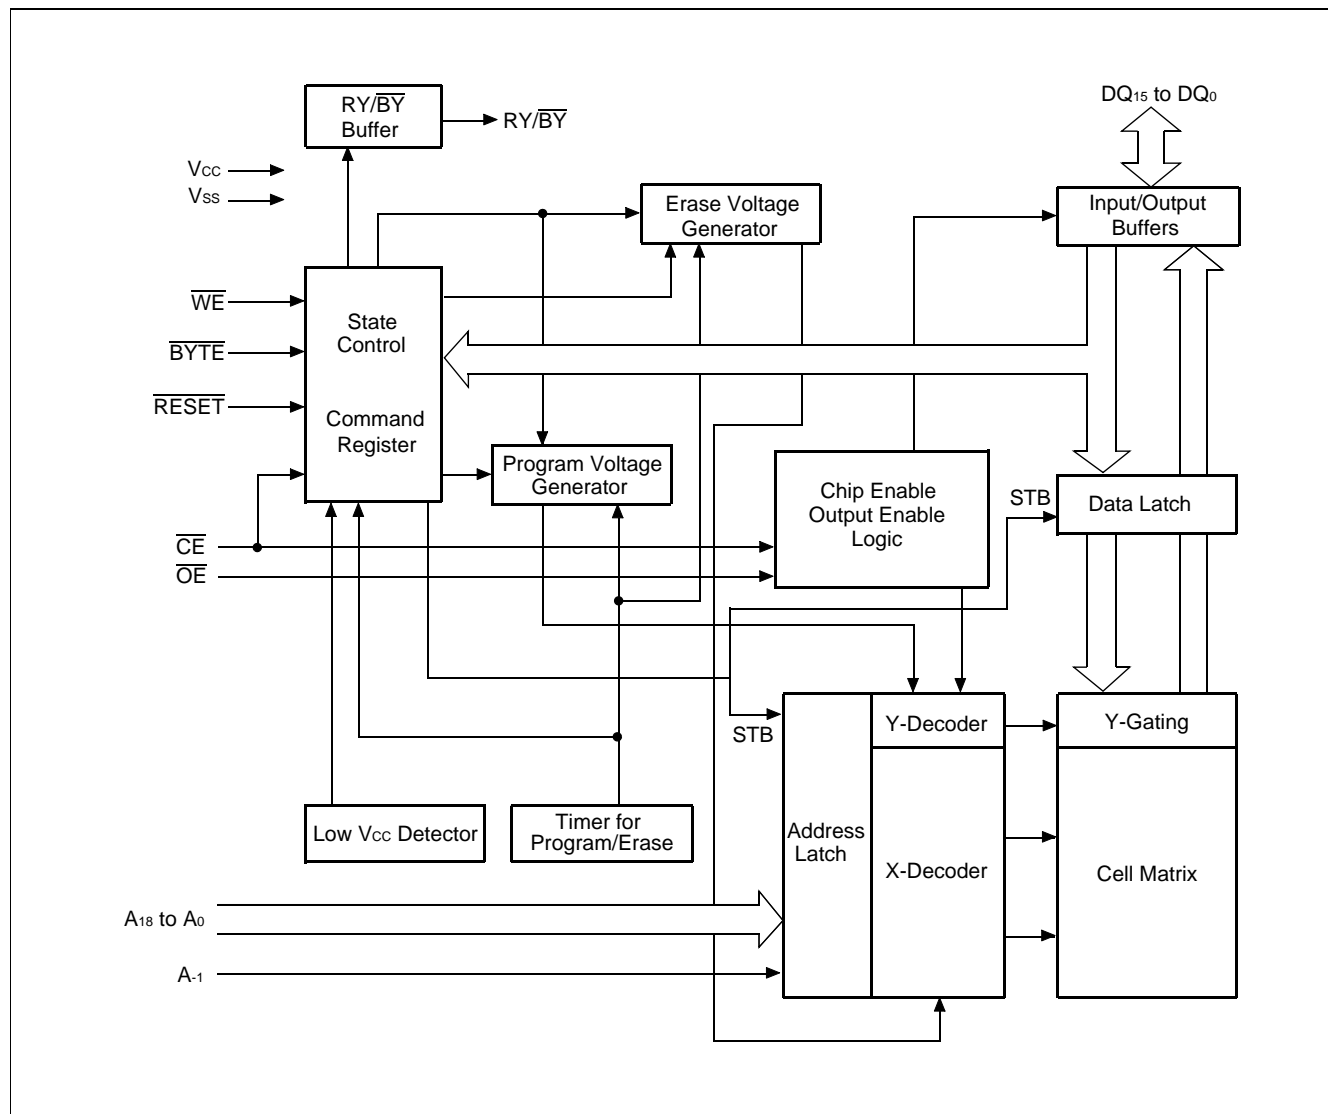 RY/BY
Buffer
RY/BY
DQ15 to DQ0
VCC
VSS
Erase Voltage
Generator
Input/Output
Buffers
WE
State
Control
BYTE
RESET
Command
Register
Program Voltage
Generator
Chip Enable
Output Enable
Logic
STB
Data Latch
CE
OE
STB
Y-Decoder
Y-Gating
Low VCC Detector
Timer for
Program/Erase
Address
Latch
X-Decoder
Cell Matrix
A18 to A0
A-1